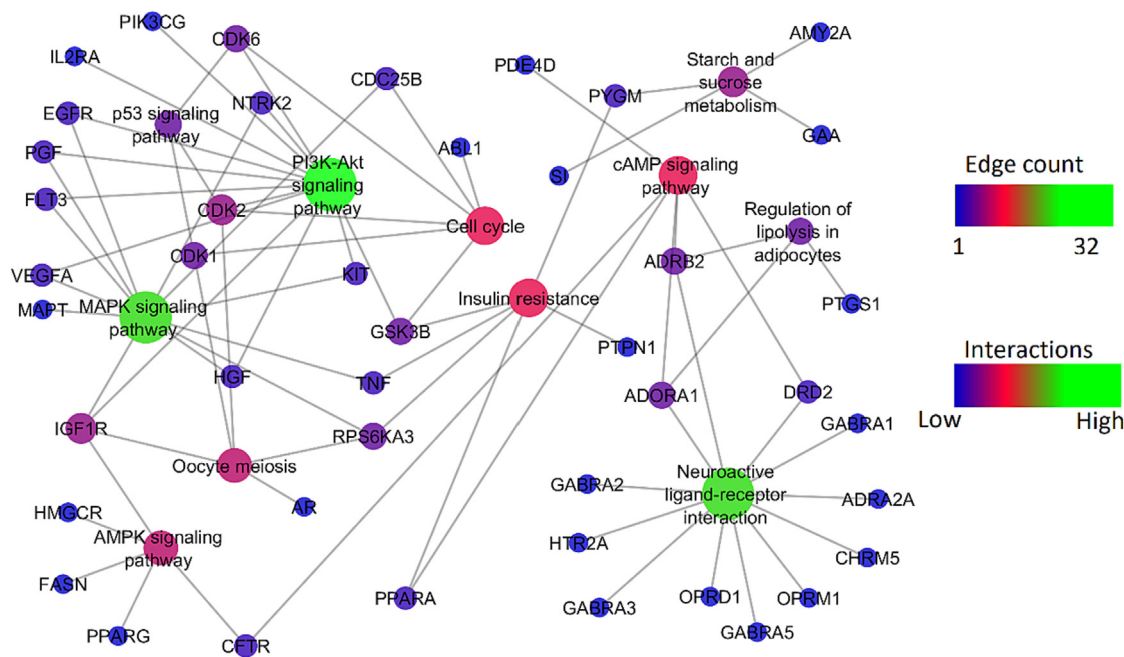 PIK3CG
CDK6
IL2RA
CDC25B
NTRK2
EGFR
p53 signaling
pathway
PGF
ABL1
PI3K-Akt
signaling
pathway
FLT3
CDK2
Cell cycle
CDK1
VEGFA
KIT
MAPT
MAPK signaling
pathway
GSK3B
HGF
TNF
IGF1R
RPS6KA3
Oocyte meiosis
AR
HMGCR
AMPK signaling
pathway
FASN
PPARG
CFTR
PPARA
Insulin resistance
PTPN1
PDE4D
PYGM
SI
AMY2A
Starch and
sucrose
metabolism
GAA
cAMP signaling
pathway
Regulation of
lipolysis in
adipocytes
ADRB2
PTGS1
ADORA1
DRD2
GABRA1
Neuroactive
ligand-receptor
interaction
GABRA2
ADRA2A
HTR2A
CHRM5
GABRA3
OPRD1
OPRM1
GABRA5
Edge count
1 32
Interactions
Low High